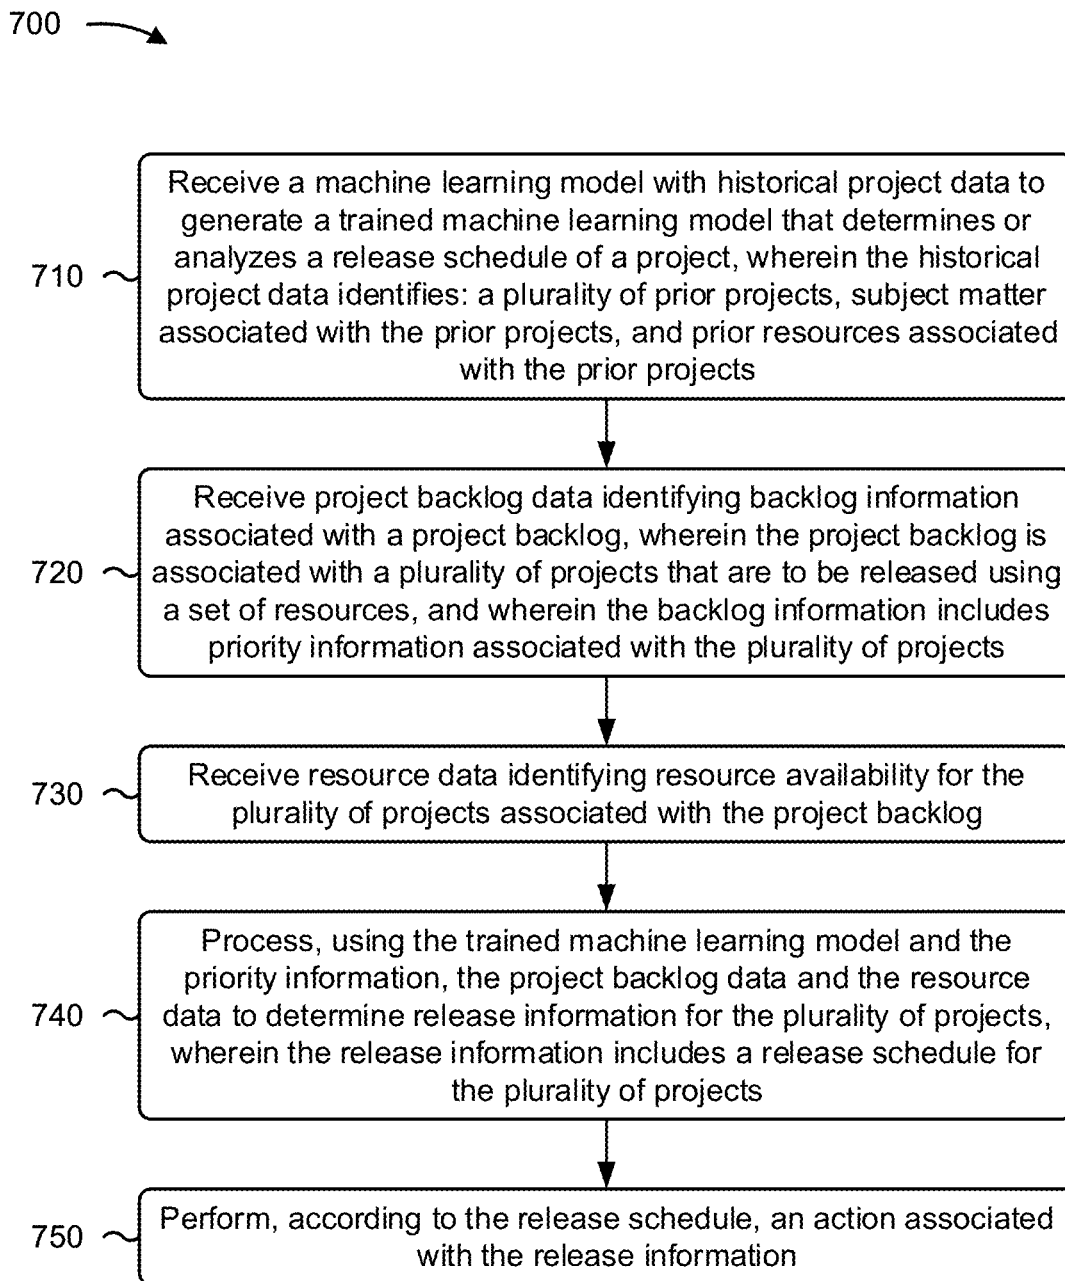 700
710
Receive a machine learning model with historical project data to
generate a trained machine learning model that determines or
analyzes a release schedule of a project, wherein the historical
project data identifies: a plurality of prior projects, subject matter
associated with the prior projects, and prior resources associated
with the prior projects
720
Receive project backlog data identifying backlog information
associated with a project backlog, wherein the project backlog is
associated with a plurality of projects that are to be released using
a set of resources, and wherein the backlog information includes
priority information associated with the plurality of projects
730
Receive resource data identifying resource availability for the
plurality of projects associated with the project backlog
740
Process, using the trained machine learning model and the
priority information, the project backlog data and the resource
data to determine release information for the plurality of projects,
wherein the release information includes a release schedule for
the plurality of projects
750
Perform, according to the release schedule, an action associated
with the release information